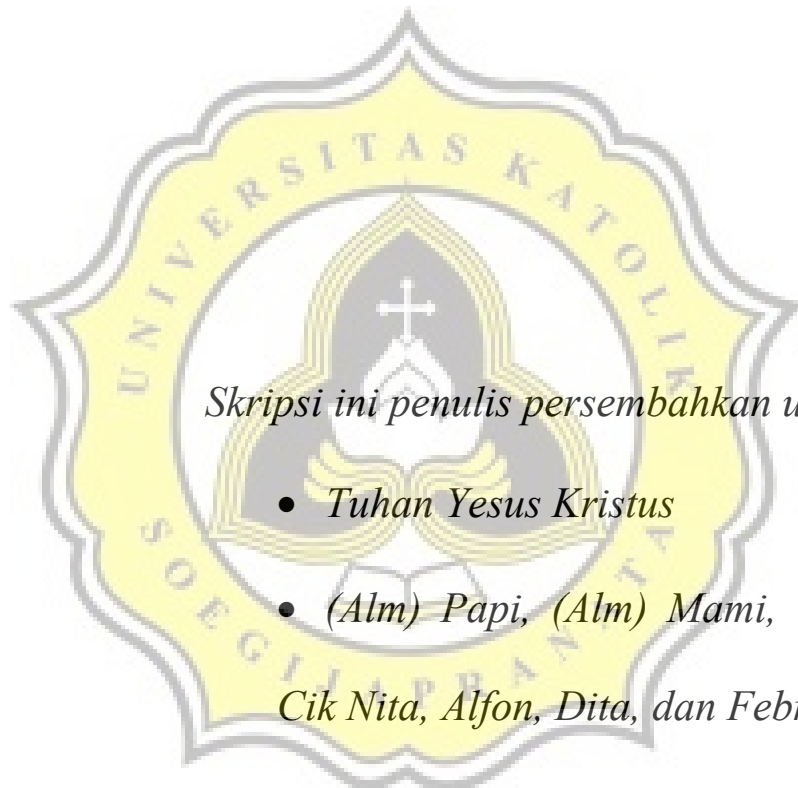 UNIVERSITAS KATOLIK
Skripsi ini penulis persembahkan
• Tuhan Yesus Kristus
• (Alm) Papi, (Alm) Mami,
Cik Nita, Alfon, Dita, dan
SOEGIJAPRANATA